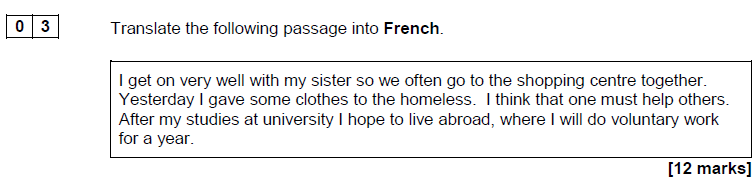 0 3 Translate the following passage into French.
I get on very well with my sister so we often go to the shopping centre together.
Yesterday I gave some clothes to the homeless.  I think that one must help others.
After my studies at university I hope to live abroad, where I will do voluntary work
for a year.
[12 marks]